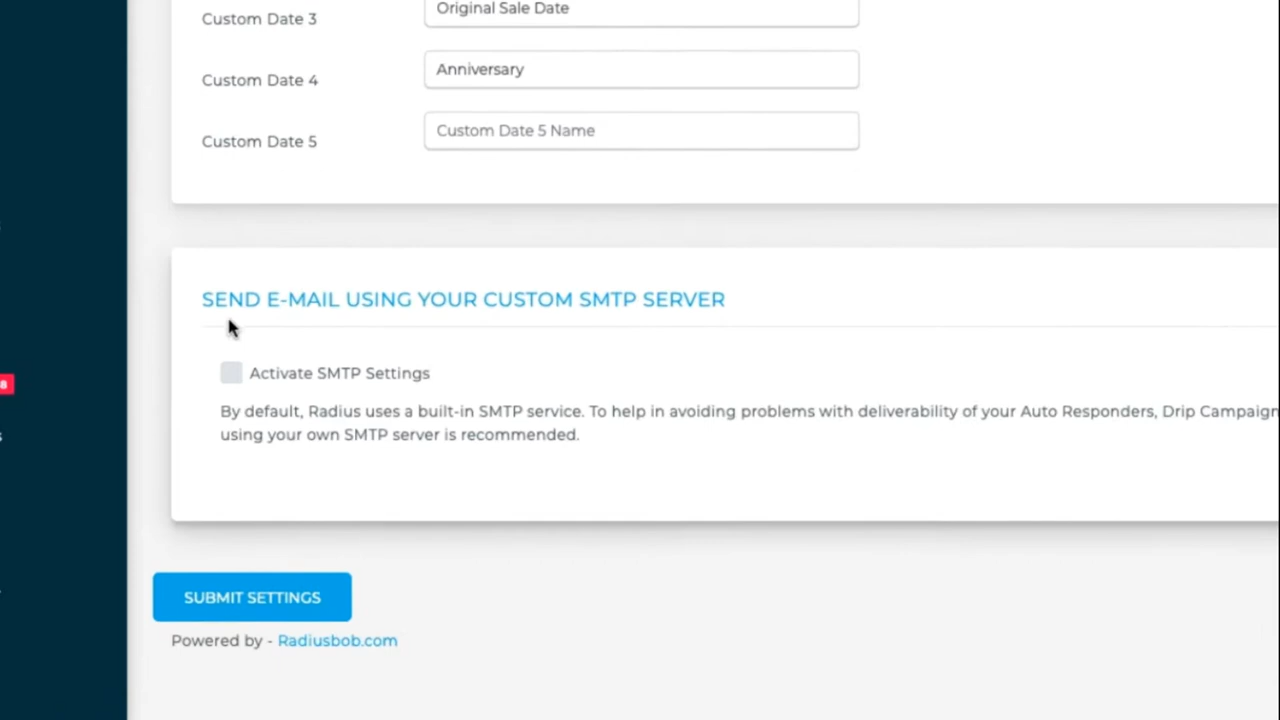 Custom Date 3
Original Sale Date
Custom Date 4
Anniversary
Custom Date 5
Custom Date 5 Name
SEND E-MAIL USING YOUR CUSTOM SMTP SERVER
Activate SMTP Settings
By default, Radius uses a built-in SMTP service. To help in avoiding problems with deliverability of your Auto Responders, Drip Campaign
using your own SMTP server is recommended.
8
s
SUBMIT SETTINGS
Powered by - Radiusbob.com